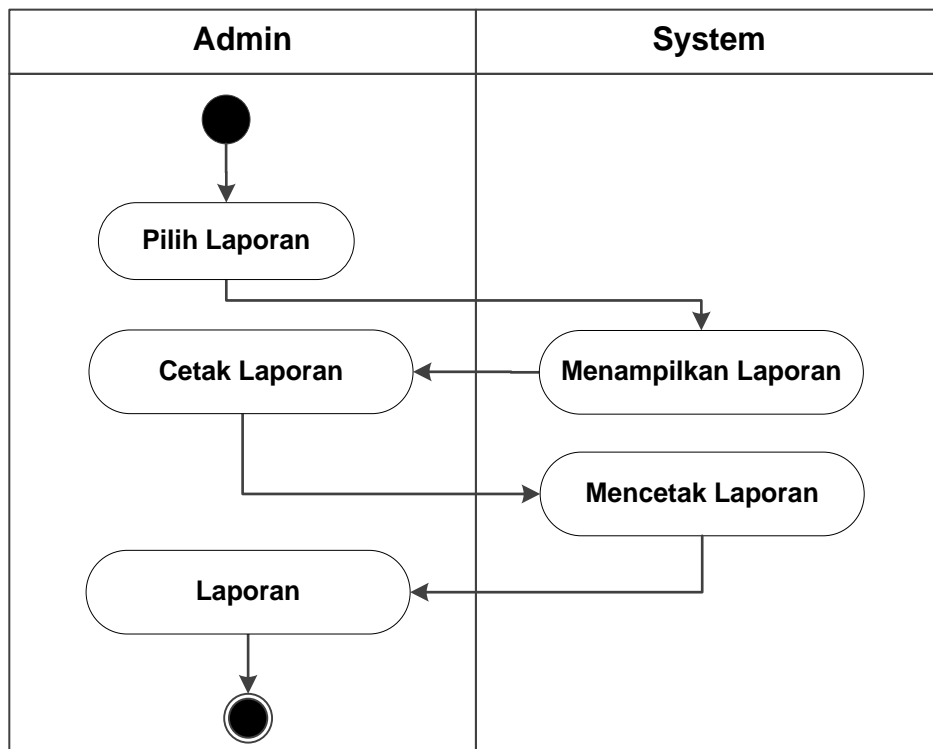 Admin
System
Pilih Laporan
Cetak Laporan
Menampilkan Laporan
Mencetak Laporan
Laporan